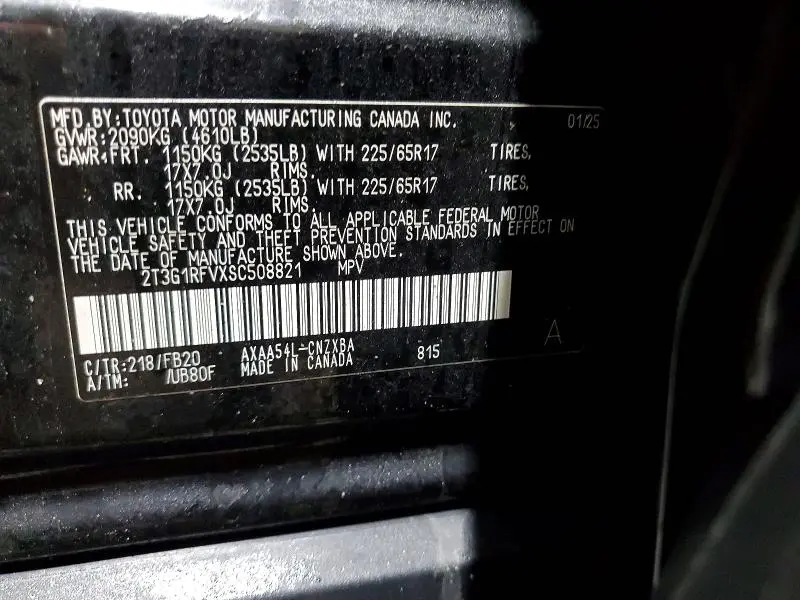 MFD.BY:TOYOTA MOTOR MANUFACTURING CANADA INC. 01/25
GVWR:2090KG (4610LB)
GAWR:FRT. 1150KG (2535LB) WITH 225/65R17 TIRES,
17X7.0J RIMS.
RR. 1150KG (2535LB) WITH 225/65R17 TIRES,
17X7.0J RIMS.
THIS VEHICLE CONFORMS TO ALL APPLICABLE FEDERAL MOTOR
VEHICLE SAFETY AND THEFT PREVENTION STANDARDS IN EFFECT ON
THE DATE OF MANUFACTURE SHOWN ABOVE.
2T3G1RFVXSC508821 MPV
C/TR:218/FB20 AXAA54L-CNZXBA 815 A
A/TM: /UB80F MADE IN CANADA